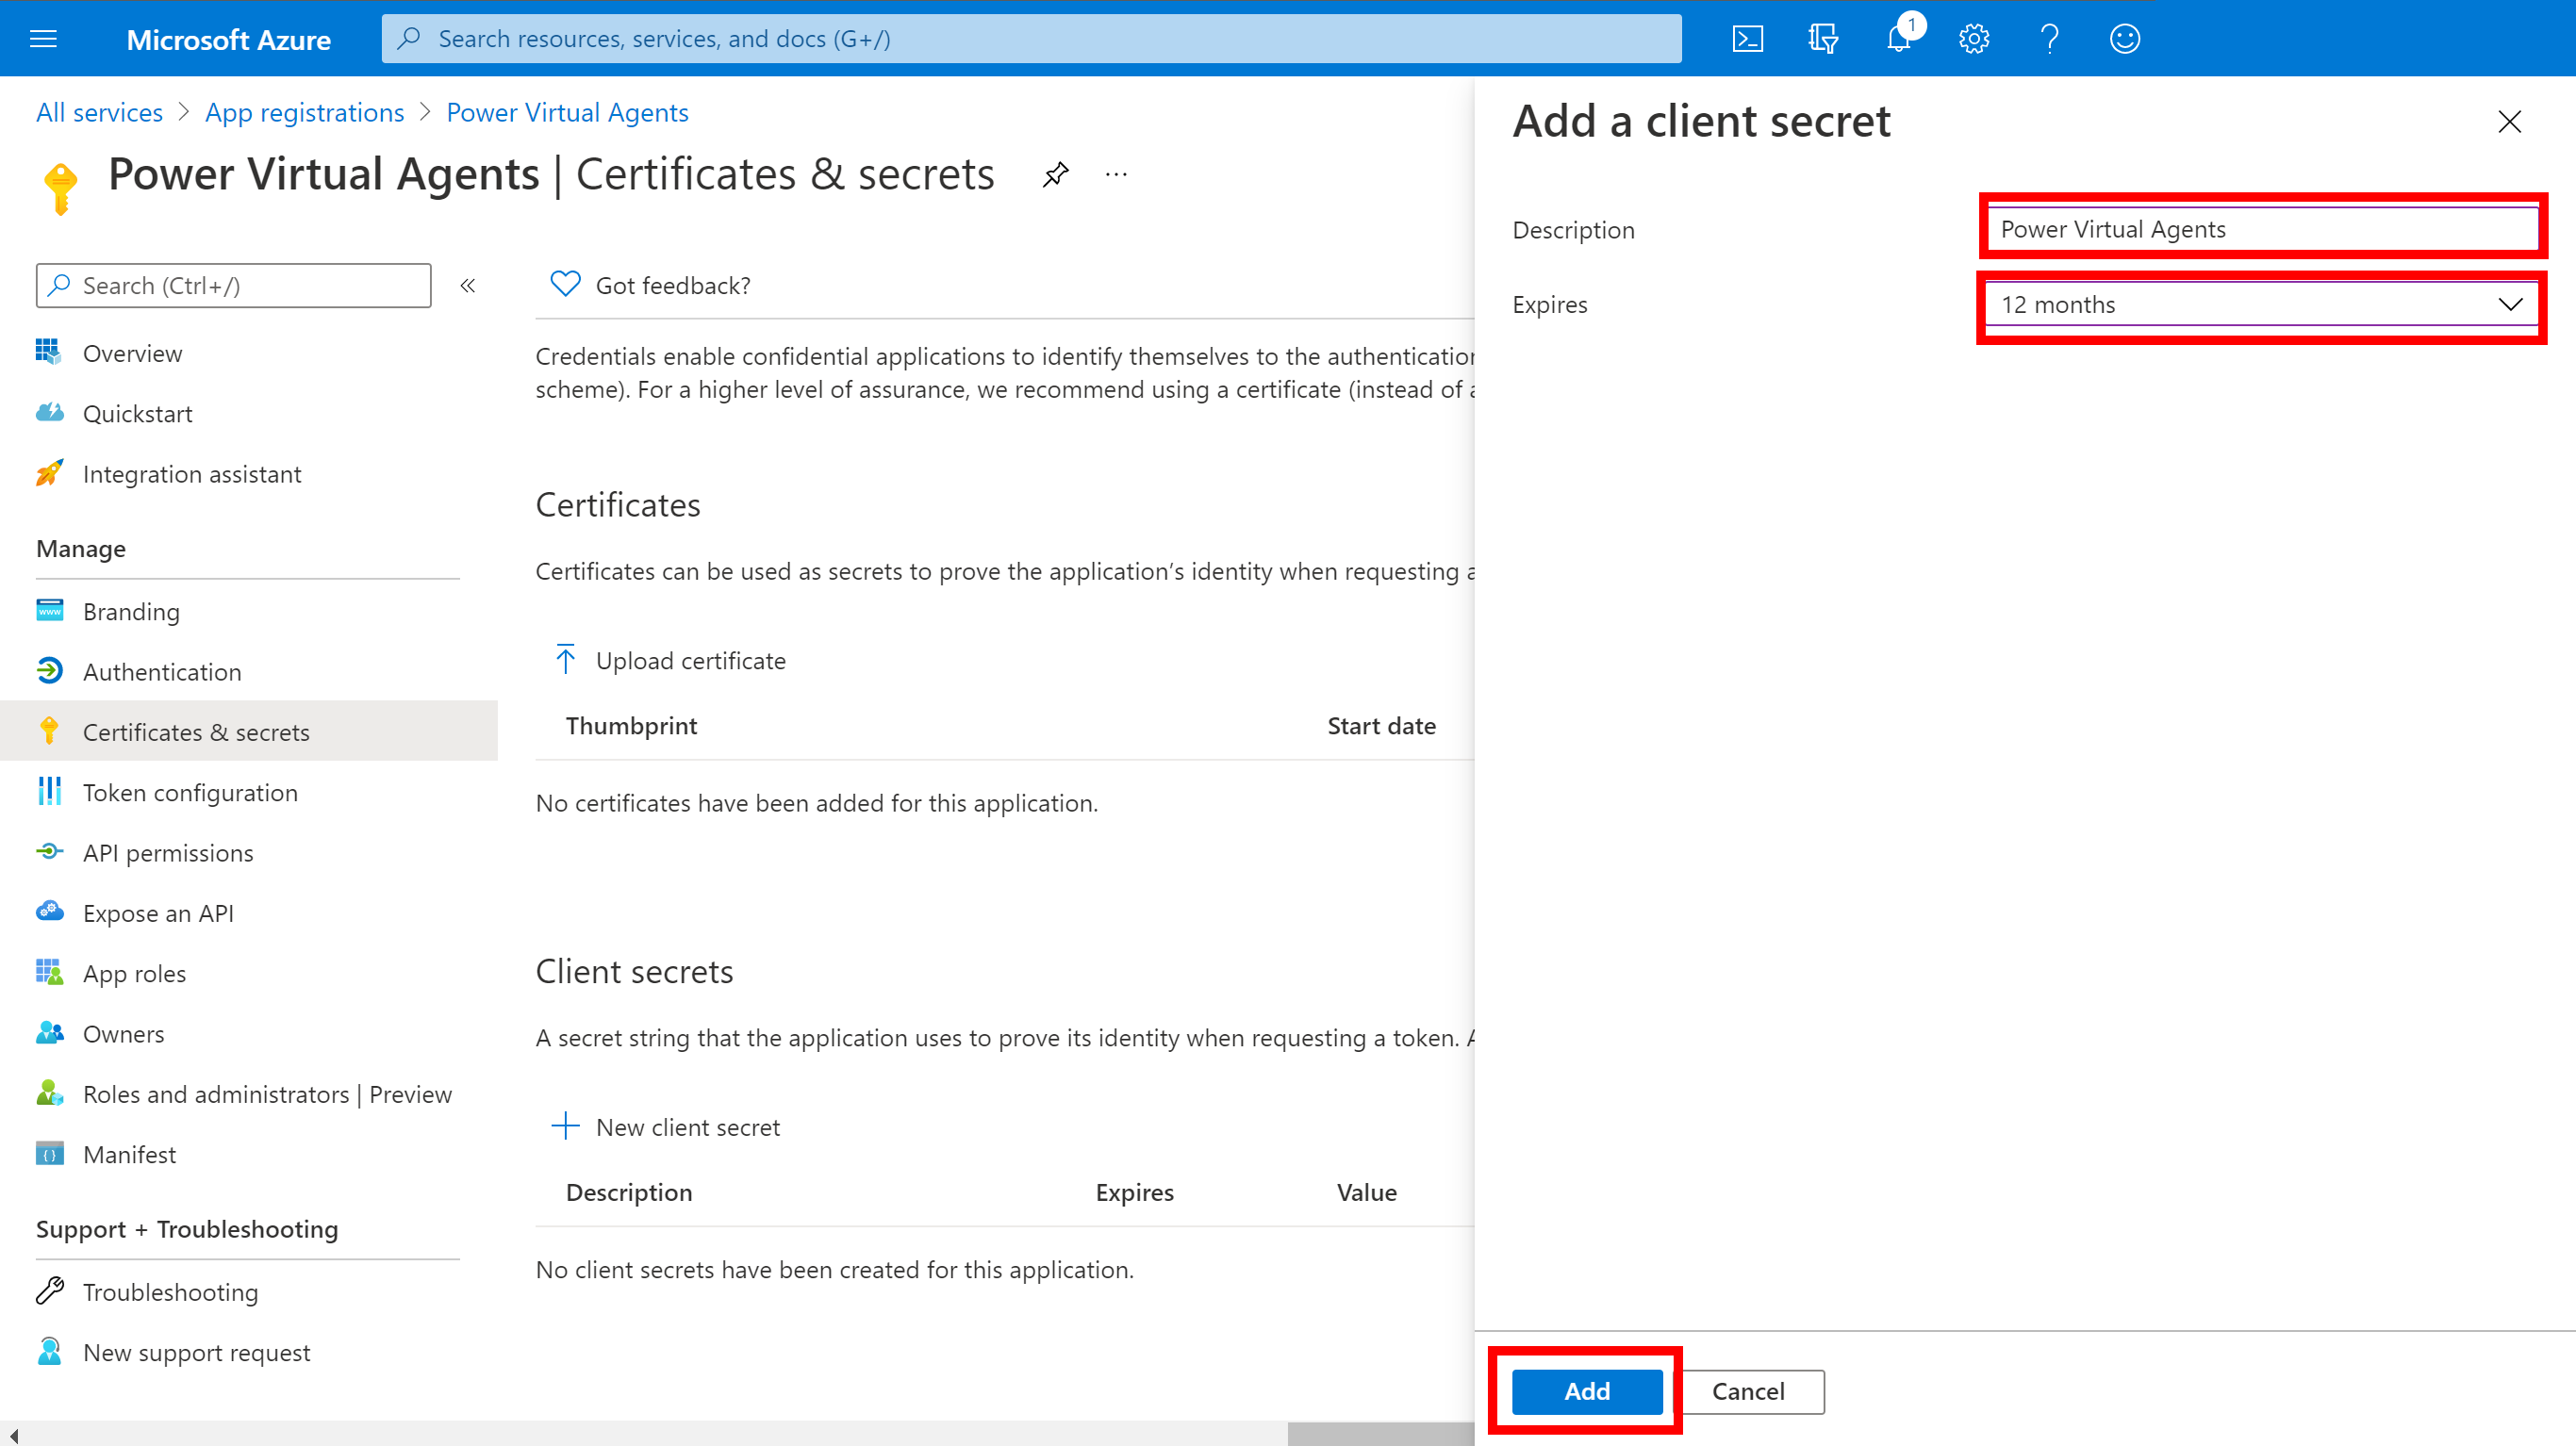 Microsoft Azure
Search resources, services, and docs (G+/)
1
All services > App registrations > Power Virtual Agents
Power Virtual Agents | Certificates & secrets
...
Search (Ctrl+/)
«
Overview
Quickstart
Integration assistant
Manage
Branding
Authentication
Certificates & secrets
Token configuration
API permissions
Expose an API
App roles
Owners
Roles and administrators | Preview
Manifest
Support + Troubleshooting
Troubleshooting
New support request
Got feedback?
Credentials enable confidential applications to identify themselves to the authentication
scheme). For a higher level of assurance, we recommend using a certificate (instead of a
Certificates
Certificates can be used as secrets to prove the application's identity when requesting a
Upload certificate
Thumbprint Start date
No certificates have been added for this application.
Client secrets
A secret string that the application uses to prove its identity when requesting a token. A
New client secret
Description Expires Value
No client secrets have been created for this application.
Add a client secret
Description
Power Virtual Agents
Expires
12 months
Add Cancel